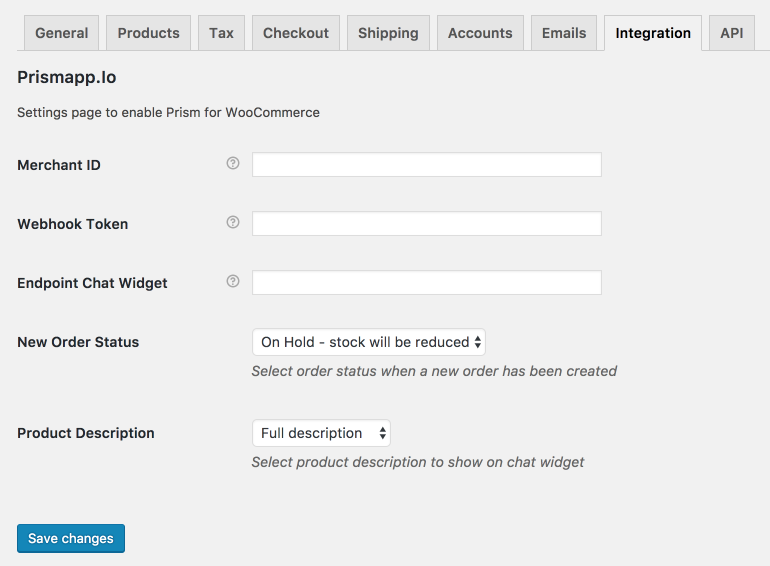 General Products Tax Checkout Shipping Accounts Emails Integration API
Prismapp.Io
Settings page to enable Prism for WooCommerce
Merchant ID ?
Webhook Token ?
Endpoint Chat Widget ?
New Order Status On Hold - stock will be reduced
Select order status when a new order has been created
Product Description Full description
Select product description to show on chat widget
Save changes